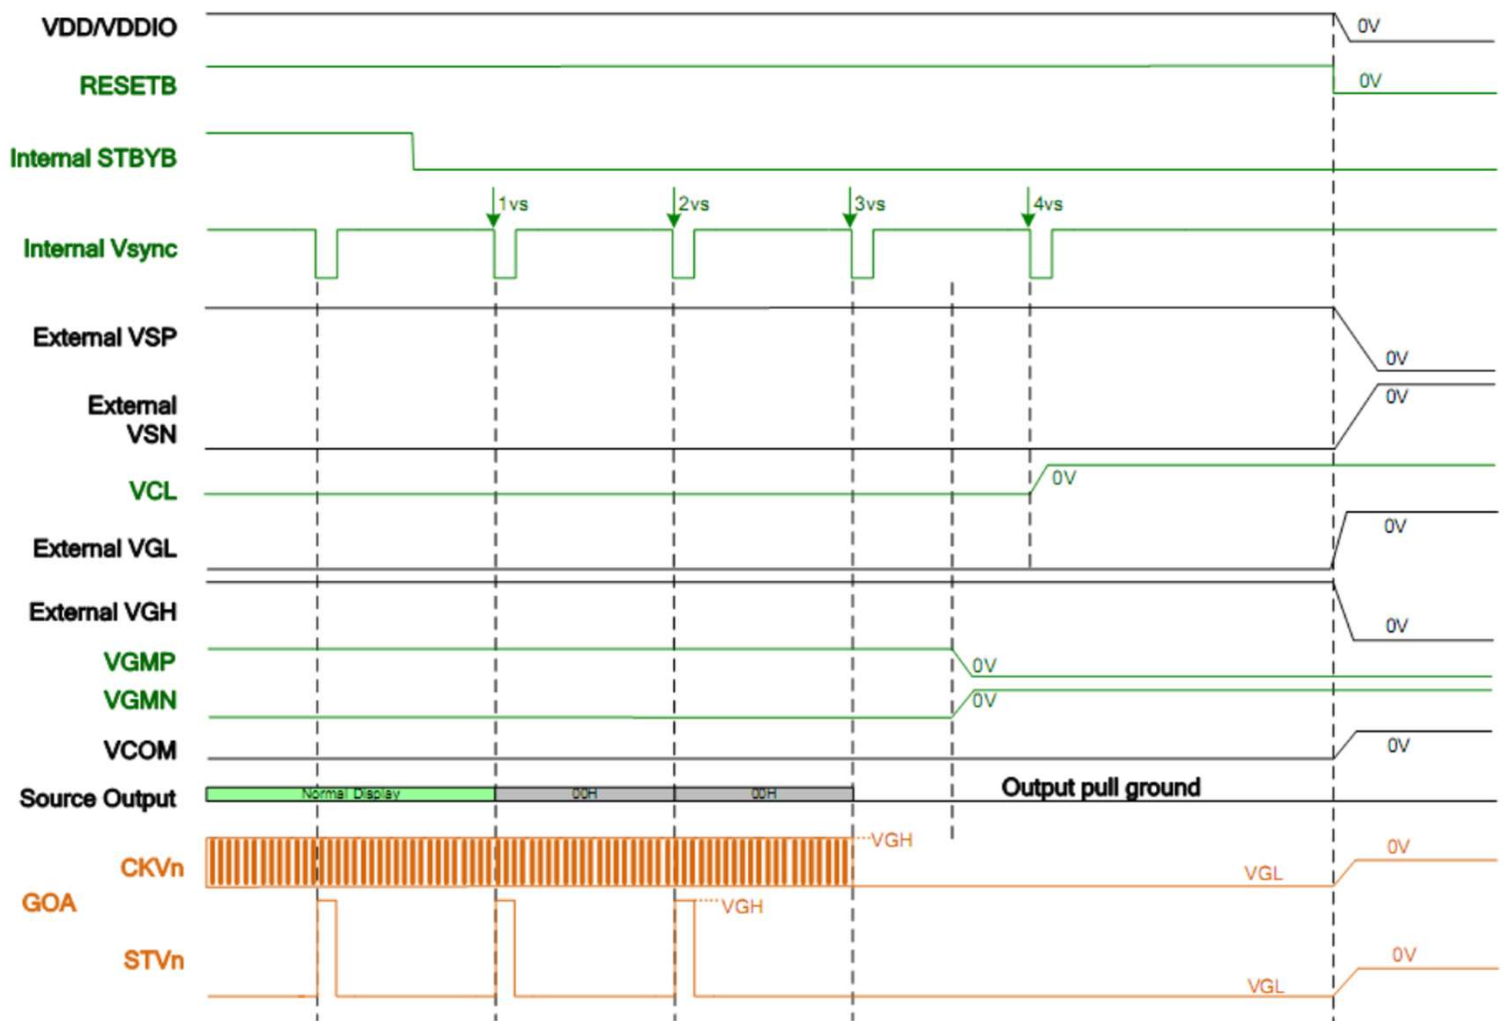 VDD/VDDIO
0V
RESETB
0V
Internal STBYB
1vs
2vs
3vs
4vs
Internal Vsync
External VSP
0V
External
VSN
0V
VCL
0V
External VGL
0V
External VGH
0V
VGMP
0V
VGMN
0V
VCOM
0V
Source Output
Normal Display
00H
00H
Output pull ground
CKVn
VGH
VGL
0V
GOA
VGH
STVn
VGL
0V